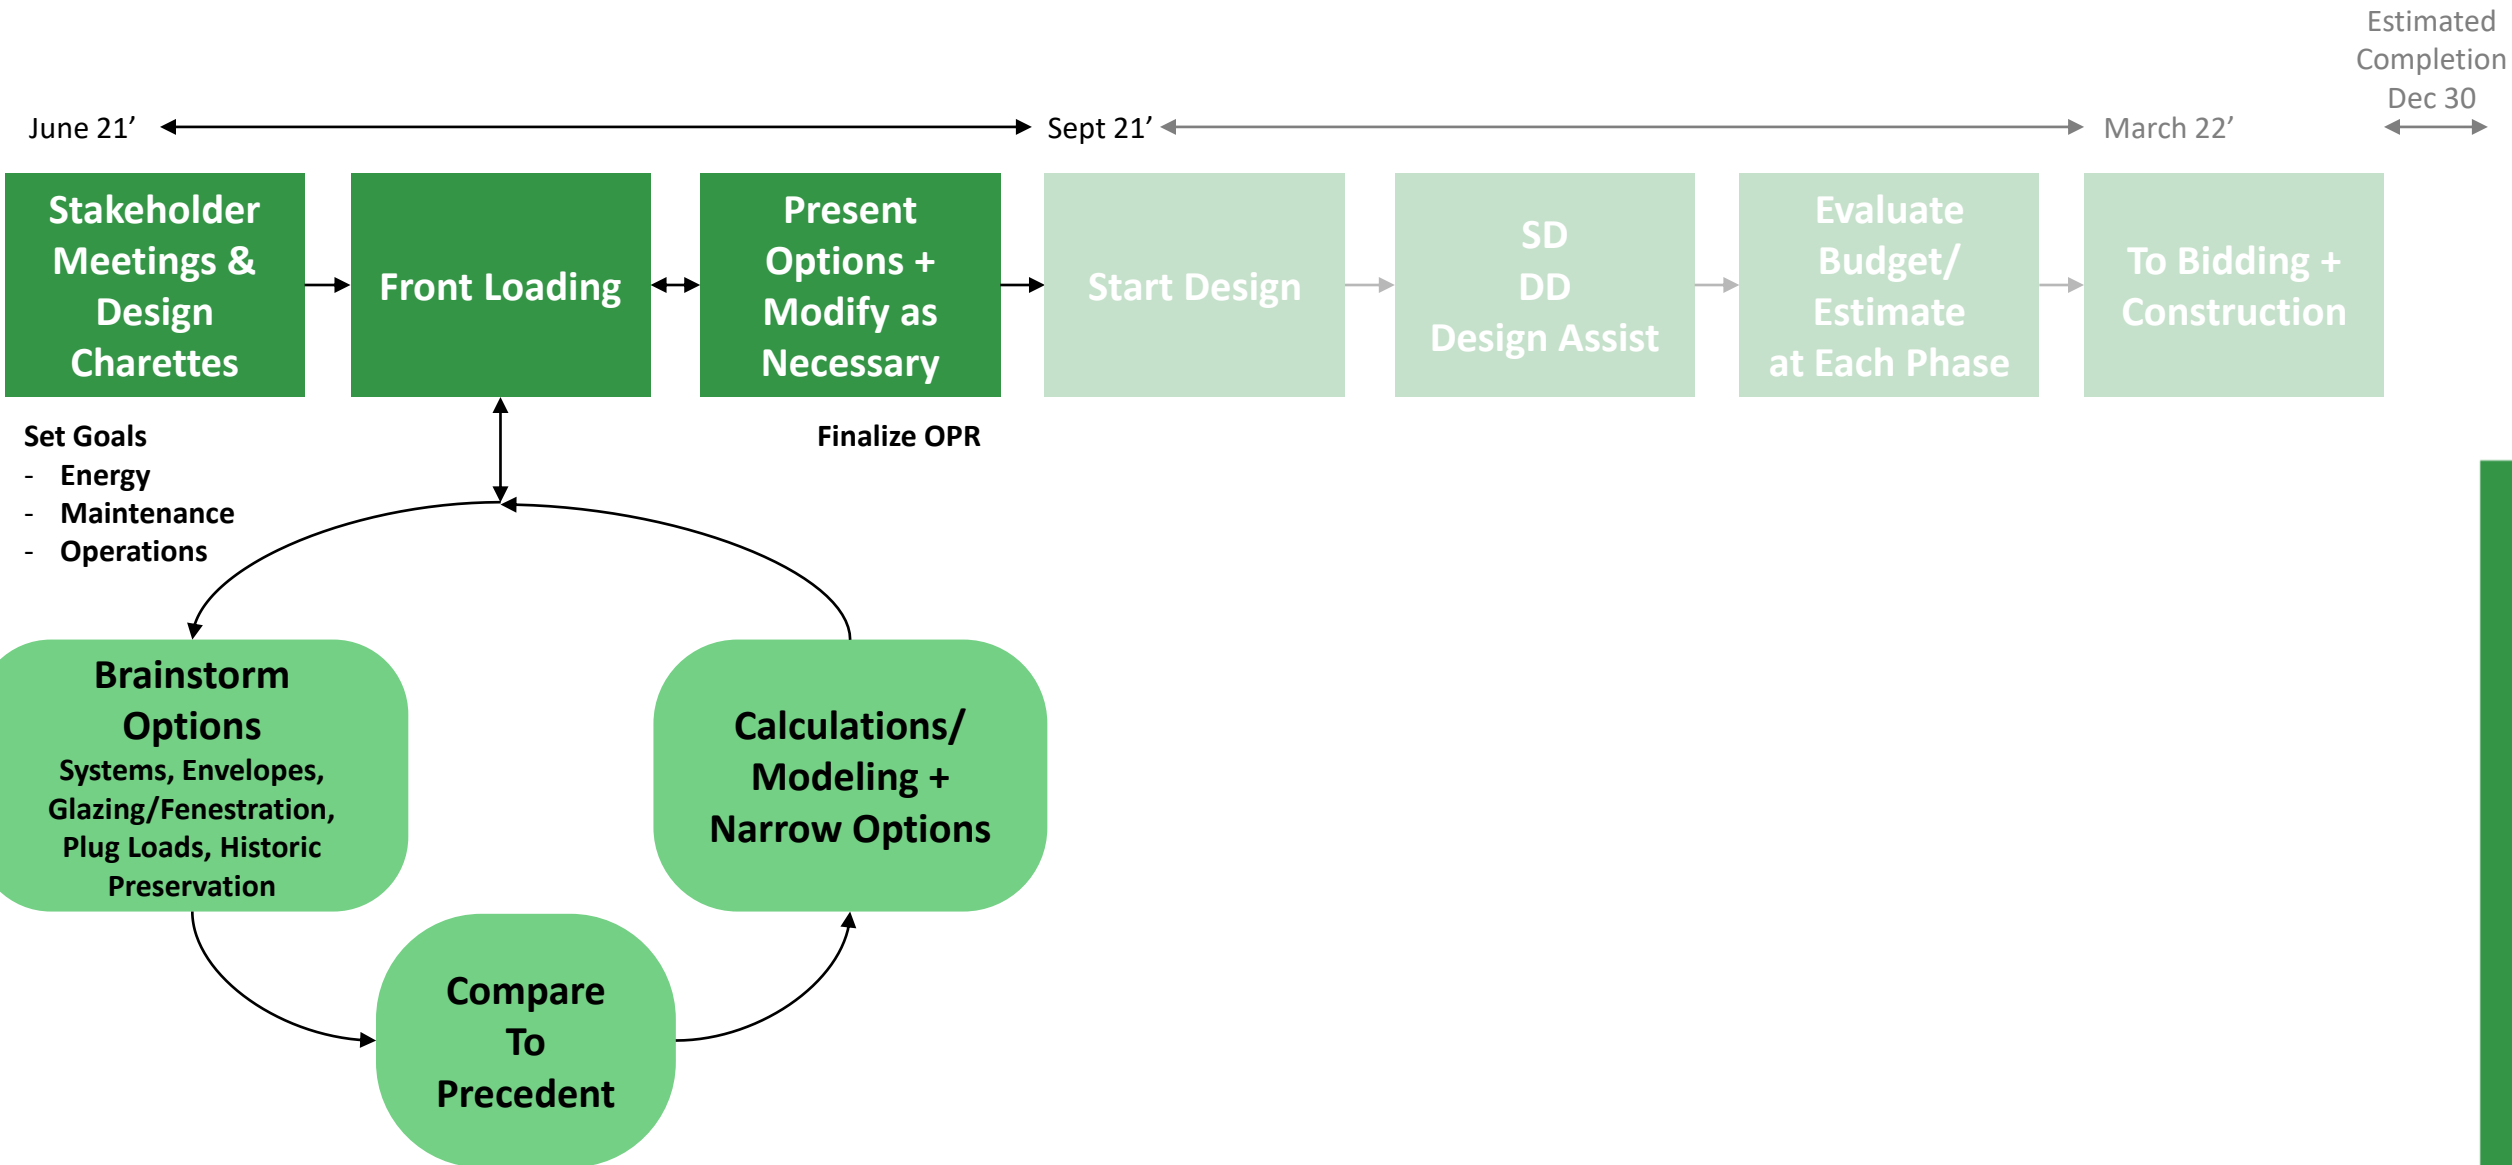 Estimated
Completion
Dec 30
June 21’
Sept 21’
March 22’
Stakeholder
Meetings &
Design
Charettes
Front Loading
Present
Options +
Modify as
Necessary
Start Design
SD
DD
Design Assist
Evaluate
Budget/
Estimate
at Each Phase
To Bidding +
Construction
Set Goals
- Energy
- Maintenance
- Operations
Finalize OPR
Brainstorm
Options
Systems, Envelopes,
Glazing/Fenestration,
Plug Loads, Historic
Preservation
Compare
To
Precedent
Calculations/
Modeling +
Narrow Options